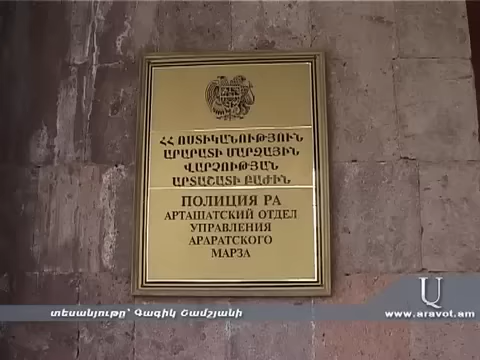 ՀՀ ՈՍՏԻԿԱՆՈՒԹՅՈՒՆ
ԱՐԱՐԱՏԻ ՄԱՐԶԱՅԻՆ
ՎԱՐՉՈՒԹՅԱՆ
ԱՐՏԱՇԱՏԻ ԲԱԺԻՆ
ПОЛИЦИЯ РА
АРТАШАТСКИЙ ОТДЕЛ
УПРАВЛЕНИЯ
АРАРАТСКОГО
МАРЗА
տեսանյութը՝ Գագիկ Շամշյանի
Ա
www.aravot.am